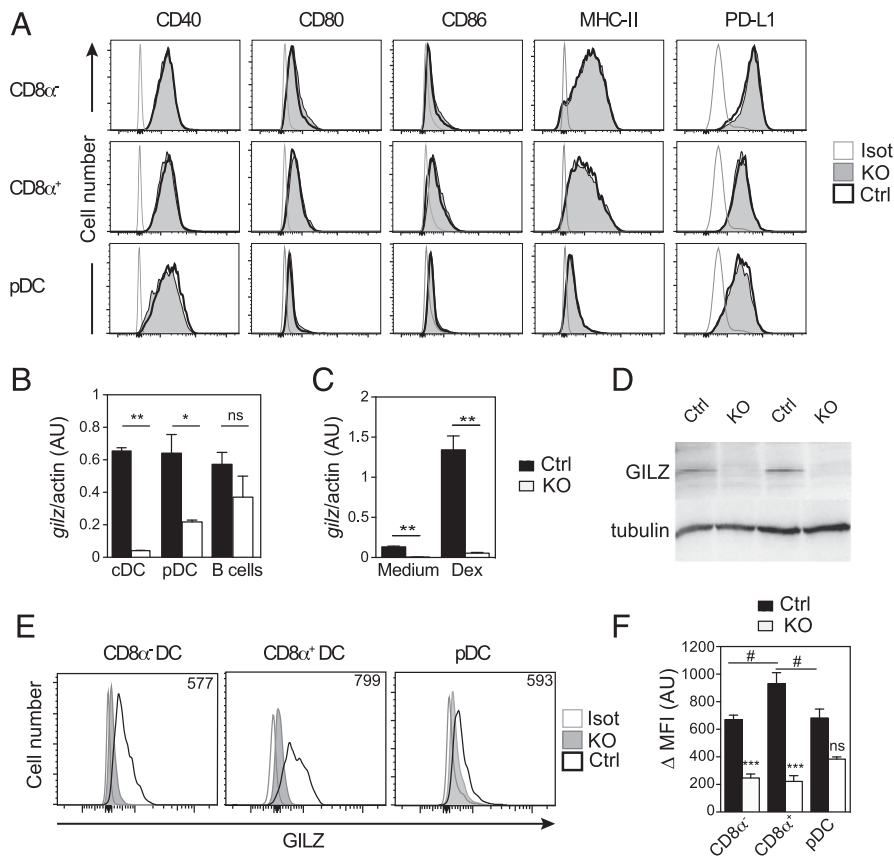 A
CD40 CD80 CD86 MHC-II PD-L1
CD8α-
CD8α+
pDC
Cell number
Isot
KO
Ctrl
B
gilz/actin (AU)
1
0.8
0.6
0.4
0.2
0
** * ns
cDC pDC B cells
C
gilz/actin (AU)
2
1.5
1
0.5
0
** **
Medium Dex
Ctrl
KO
D
Ctrl KO Ctrl KO
GILZ
tubulin
E
CD8α- DC CD8α+ DC pDC
577 799 593
Cell number
GILZ
Isot
KO
Ctrl
F
Ctrl
KO
Δ MFI (AU)
1200
1000
800
600
400
200
0
# #
*** *** ns
CD8α- CD8α+ pDC